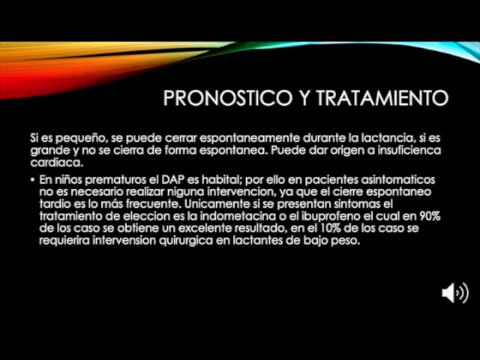 PRONOSTICO Y TRATAMIENTO
Si es pequeño, se puede cerrar espontaneamente durante la lactancia, si es
grande y no se cierra de forma espontanea. Puede dar origen a insuficienca
cardiaca.
• En niños prematuros el DAP es habital; por ello en pacientes asintomaticos
no es necesario realizar niguna intervencion, ya que el cierre espontaneo
tardio es lo más frecuente. Unicamente si se presentan sintomas el
tratamiento de eleccion es la indometacina o el ibuprofeno el cual en 90%
de los caso se obtiene un excelente resultado, en el 10% de los caso se
requierira intervension quirurgica en lactantes de bajo peso.